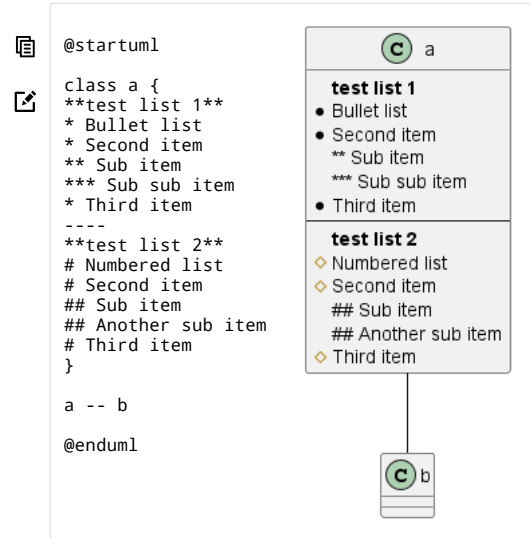 @startuml
class a {
**test list 1**
* Bullet list
* Second item
** Sub item
*** Sub sub item
* Third item
----
**test list 2**
# Numbered list
# Second item
## Sub item
## Another sub item
# Third item
}
a -- b
@enduml
C a
test list 1
Bullet list
Second item
** Sub item
*** Sub sub item
Third item
test list 2
Numbered list
Second item
## Sub item
## Another sub item
Third item
C b